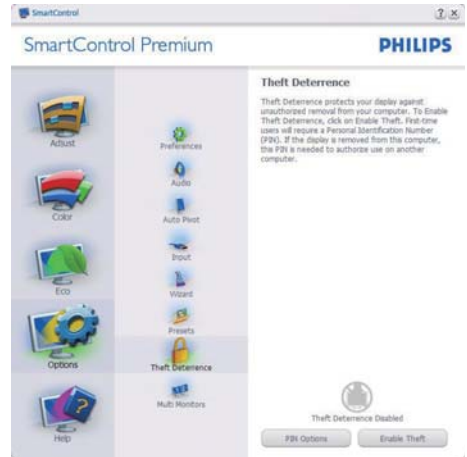 SmartControl
SmartControl Premium
PHILIPS
Adjust
Color
Eco
Options
Help
Preferences
Audio
Auto Pivot
Input
Wizard
Presets
Theft Deterrence
Multi Monitors
Theft Deterrence
Theft Deterrence protects your display against
unauthorized removal from your computer. To Enable
Theft Deterrence, click on Enable Theft. First-time
users will require a Personal Identification Number
(PIN). If the display is removed from this computer,
this PIN is needed to authorize use on another
computer.
Theft Deterrence Disabled
PIN Options
Enable Theft